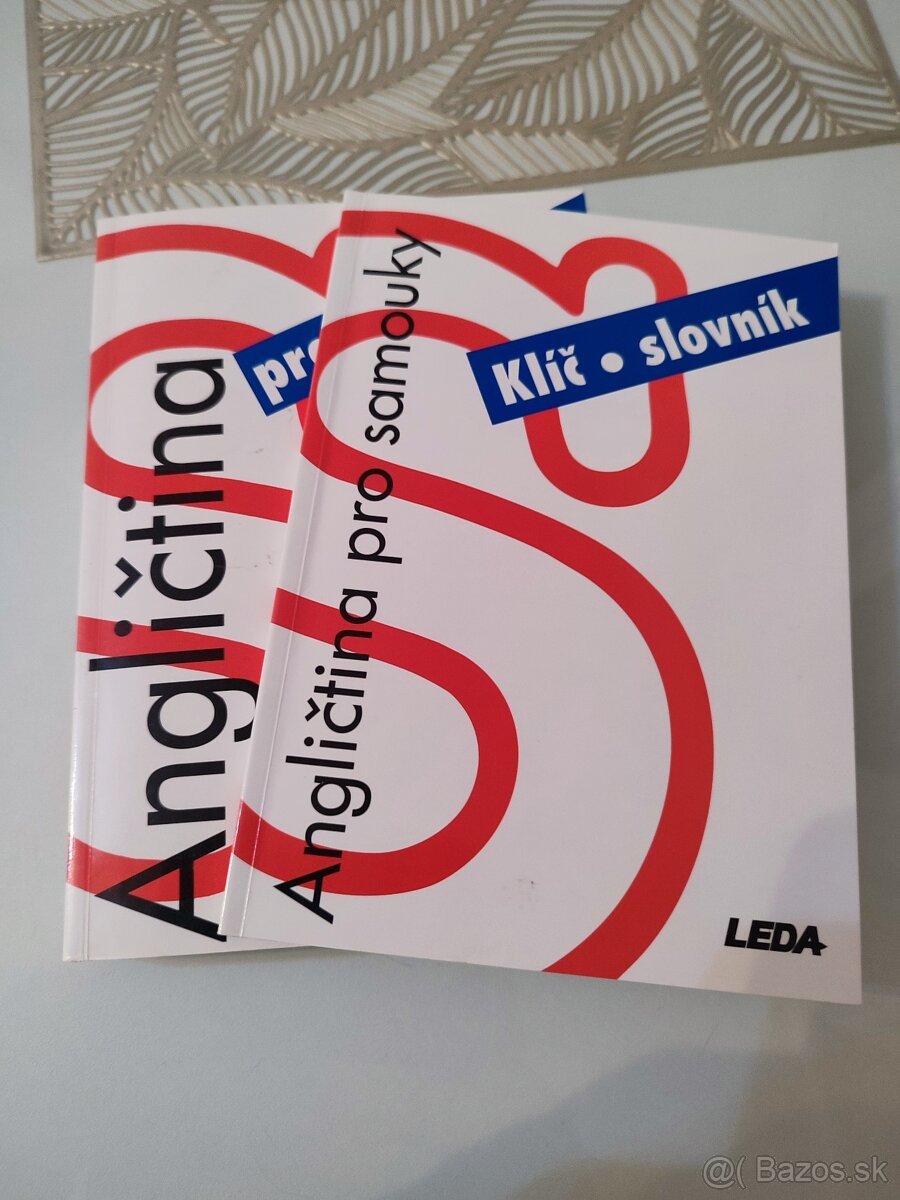 Angličtina
pro
Angličtina pro samouky
Klíč • slovník
LEDA
@( Bazos.sk